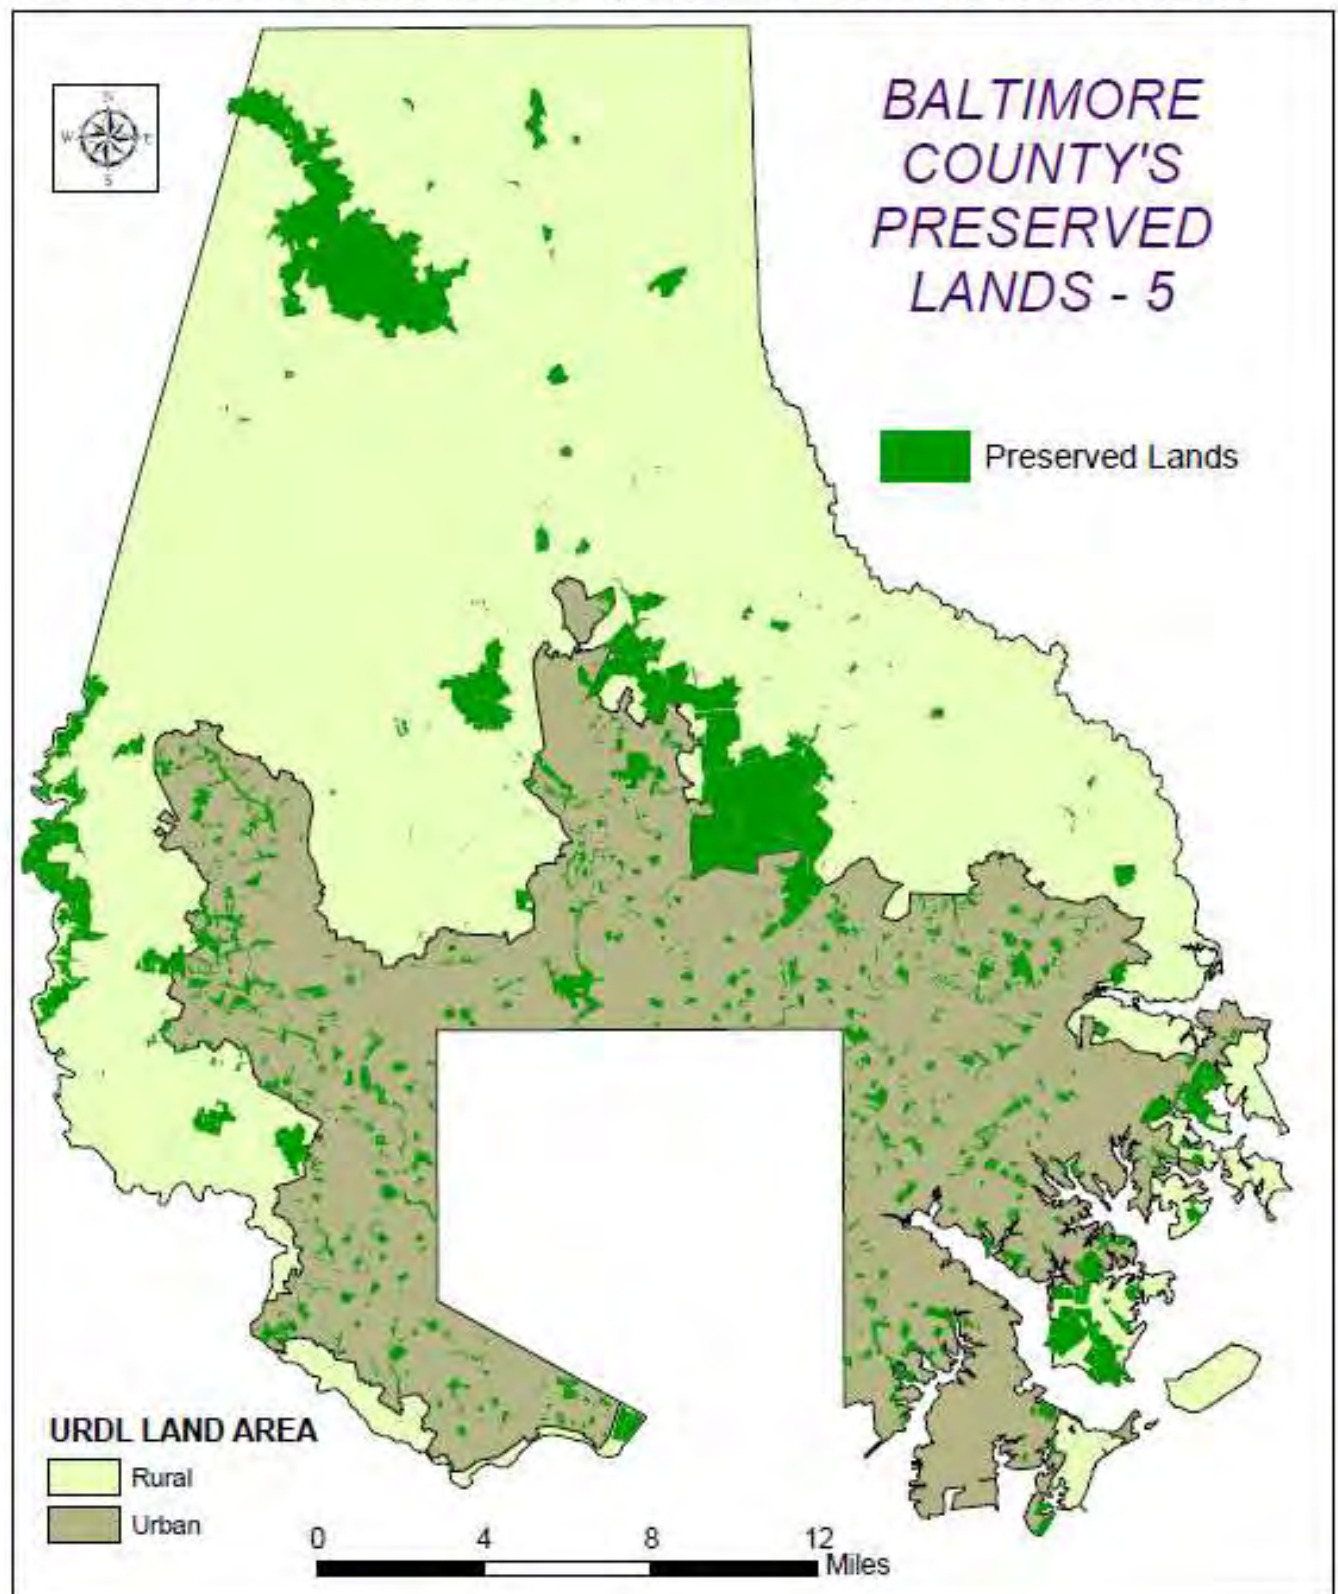 N
W E
S
BALTIMORE
COUNTY'S
PRESERVED
LANDS - 5
Preserved Lands
URDL LAND AREA
Rural
Urban
0 4 8 12
Miles